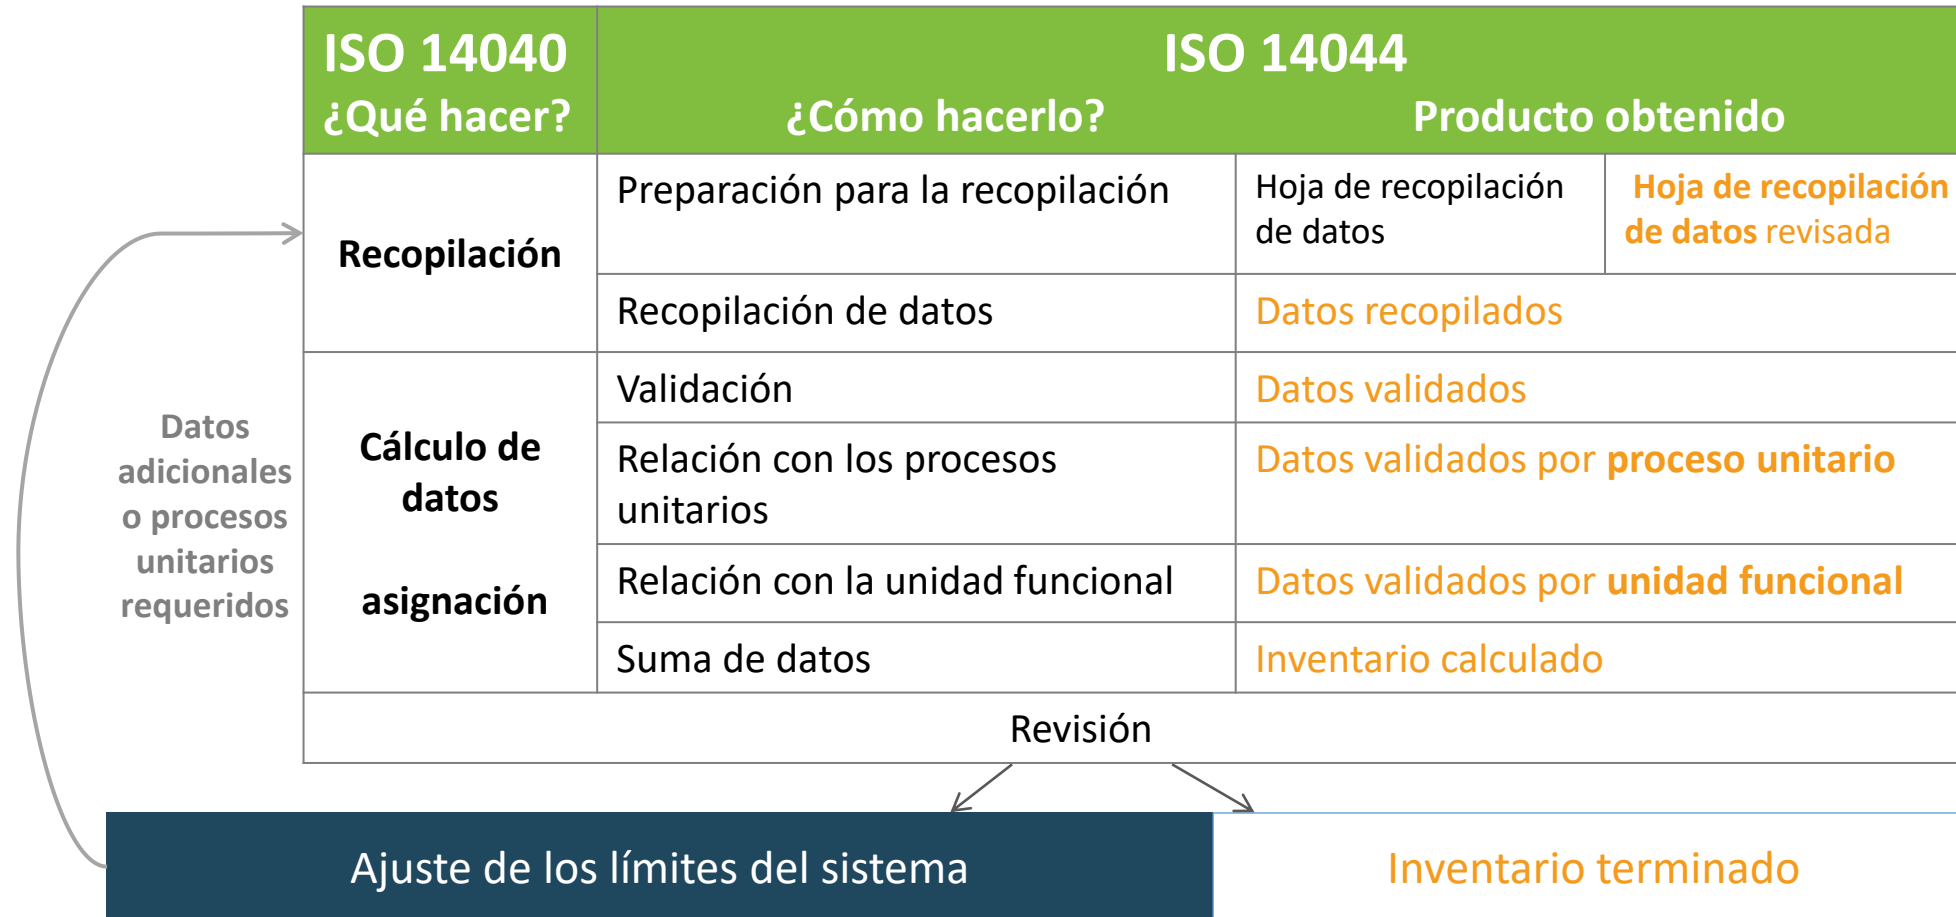 ISO 14040
¿Qué hacer?
ISO 14044
¿Cómo hacerlo?
Producto obtenido
Recopilación
Preparación para la recopilación
Hoja de recopilación
de datos
Hoja de recopilación
de datos revisada
Recopilación de datos
Datos recopilados
Cálculo de
datos
asignación
Validación
Datos validados
Relación con los procesos
unitarios
Datos validados por proceso unitario
Relación con la unidad funcional
Datos validados por unidad funcional
Suma de datos
Inventario calculado
Revisión
Datos
adicionales
o procesos
unitarios
requeridos
Ajuste de los límites del sistema
Inventario terminado